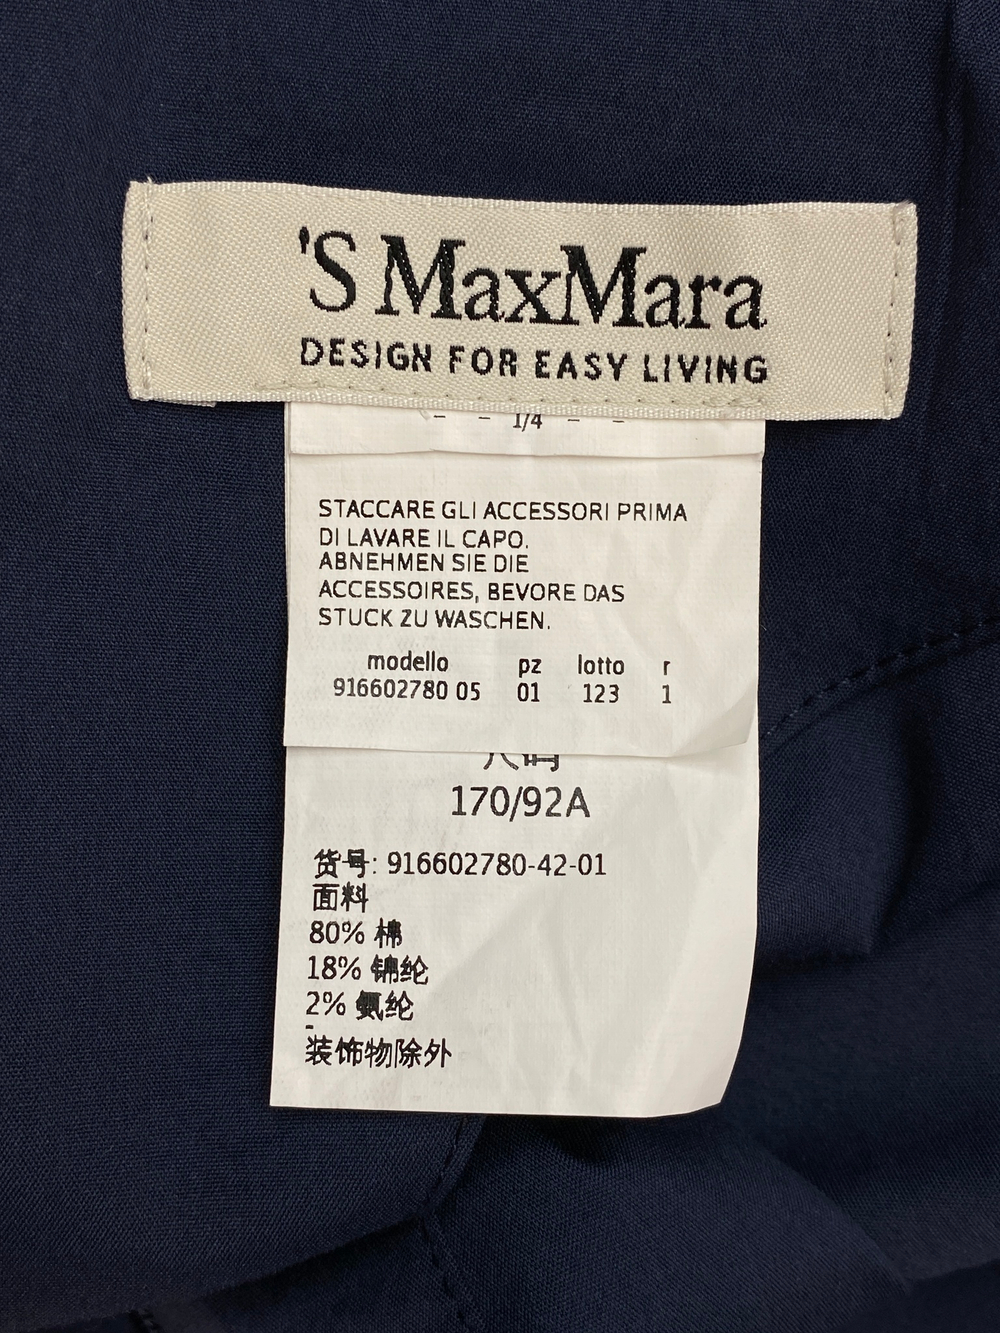 'S MaxMara
DESIGN FOR EASY LIVING
1/4
STACCARE GLI ACCESSORI PRIMA
DI LAVARE IL CAPO.
ABNEHMEN SIE DIE
ACCESSOIRES, BEVORE DAS
STUCK ZU WASCHEN.
modello pz lotto r
916602780 05 01 123 1
尺码
170/92A
货号: 916602780-42-01
面料
80% 棉
18% 锦纶
2% 氨纶
-
装饰物除外